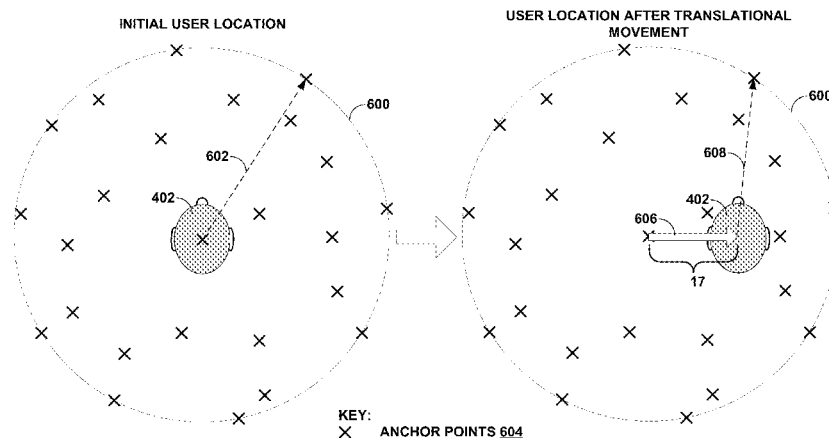 INITIAL USER LOCATION
USER LOCATION AFTER TRANSLATIONAL
MOVEMENT
600
602
402
600
608
402
606
17
KEY:
ANCHOR POINTS 604